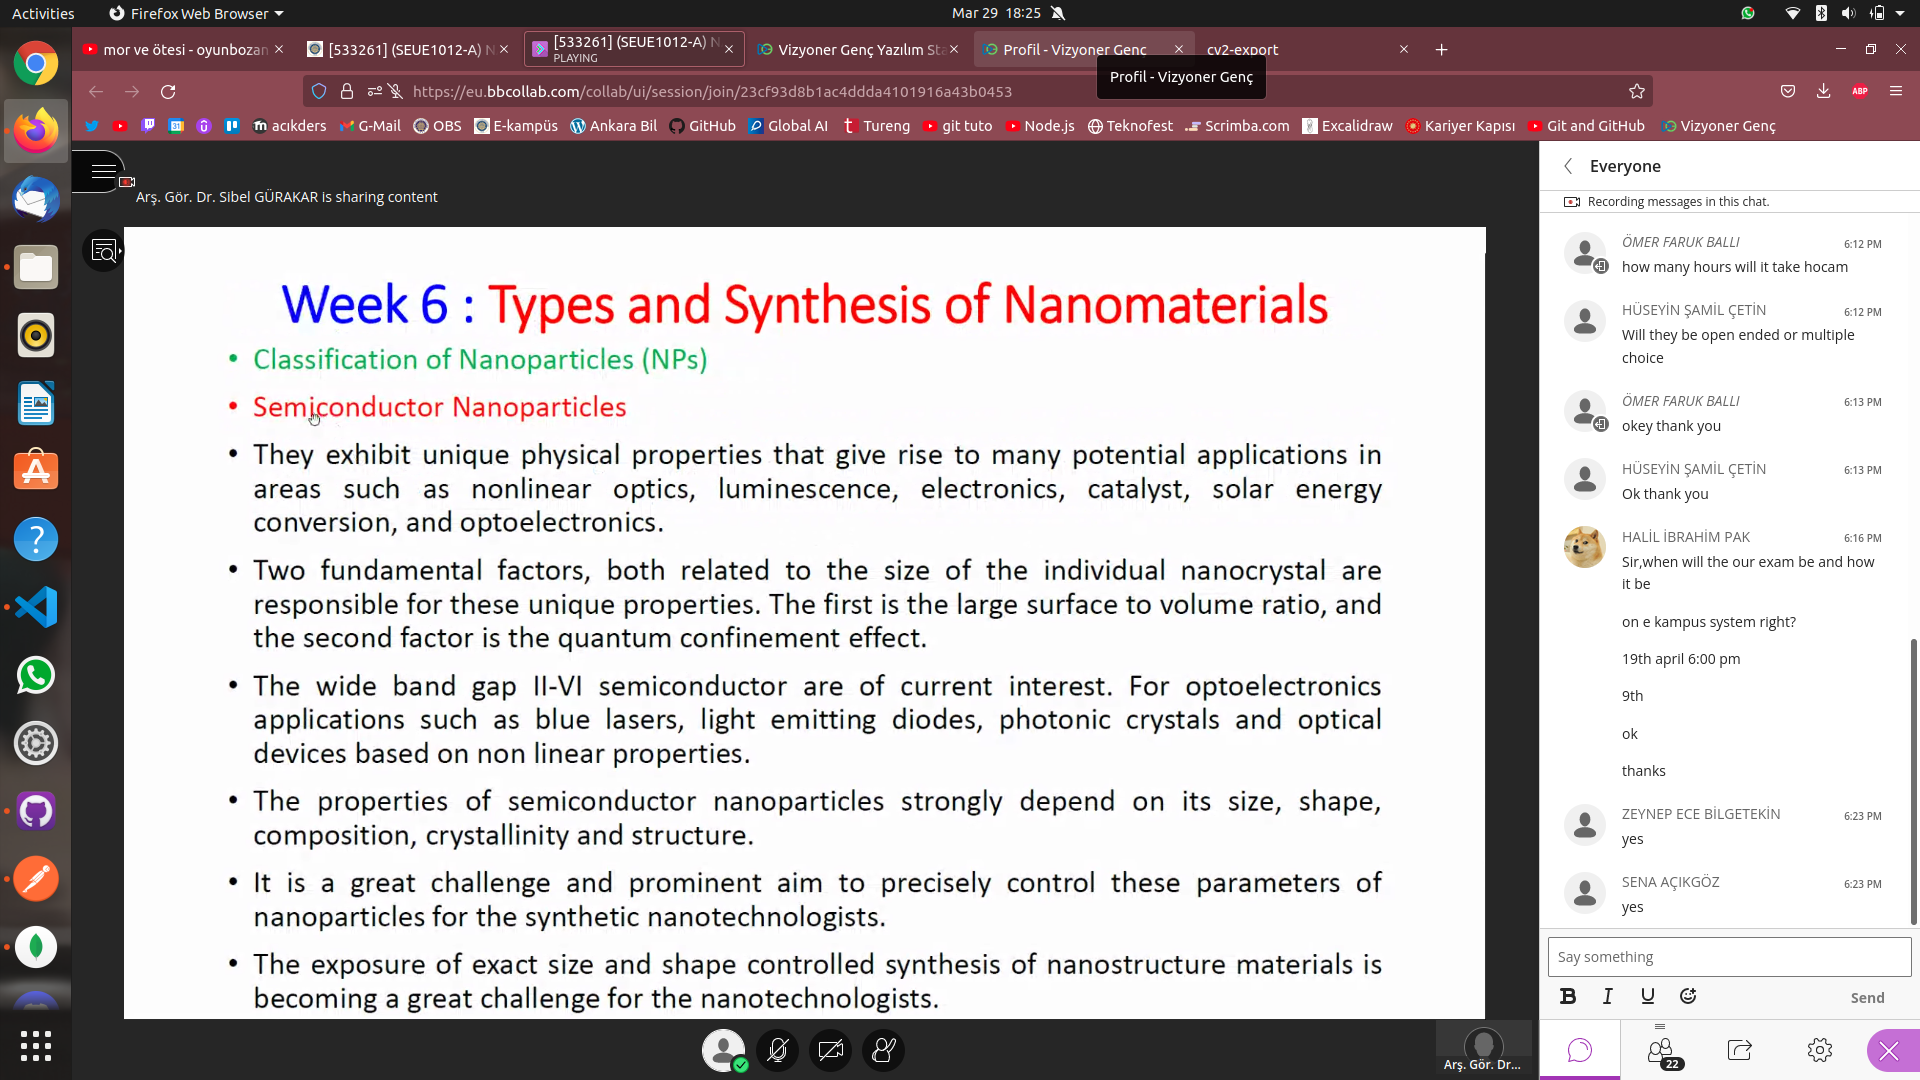 Activities
Firefox Web Browser
Mar 29 18:25
mor ve ötesi - oyunbozan
[533261] (SEUE1012-A) N
[533261] (SEUE1012-A) N
PLAYING
Vizyoner Genç Yazılım Sta
Profil - Vizyoner Genç
cv2-export
Profil - Vizyoner Genç
https://eu.bbcollab.com/collab/ui/session/join/23cf93d8b1ac4ddda4101916a43b0453
ABP
acıkders
G-Mail
OBS
E-kampüs
Ankara Bil
GitHub
Global AI
Tureng
git tuto
Node.js
Teknofest
Scrimba.com
Excalidraw
Kariyer Kapısı
Git and GitHub
Vizyoner Genç
Arş. Gör. Dr. Sibel GÜRAKAR is sharing content
Week 6 : Types and Synthesis of Nanomaterials
• Classification of Nanoparticles (NPs)
• Semiconductor Nanoparticles
• They exhibit unique physical properties that give rise to many potential applications in
areas such as nonlinear optics, luminescence, electronics, catalyst, solar energy
conversion, and optoelectronics.
• Two fundamental factors, both related to the size of the individual nanocrystal are
responsible for these unique properties. The first is the large surface to volume ratio, and
the second factor is the quantum confinement effect.
• The wide band gap II-VI semiconductor are of current interest. For optoelectronics
applications such as blue lasers, light emitting diodes, photonic crystals and optical
devices based on non linear properties.
• The properties of semiconductor nanoparticles strongly depend on its size, shape,
composition, crystallinity and structure.
• It is a great challenge and prominent aim to precisely control these parameters of
nanoparticles for the synthetic nanotechnologists.
• The exposure of exact size and shape controlled synthesis of nanostructure materials is
becoming a great challenge for the nanotechnologists.
Arş. Gör. Dr...
Everyone
Recording messages in this chat.
ÖMER FARUK BALLI 6:12 PM
how many hours will it take hocam
HÜSEYİN ŞAMİL ÇETİN 6:12 PM
Will they be open ended or multiple
choice
ÖMER FARUK BALLI 6:13 PM
okey thank you
HÜSEYİN ŞAMİL ÇETİN 6:13 PM
Ok thank you
HALİL İBRAHİM PAK 6:16 PM
Sir,when will the our exam be and how
it be
on e kampus system right?
19th april 6:00 pm
9th
ok
thanks
ZEYNEP ECE BİLGETEKİN 6:23 PM
yes
SENA AÇIKGÖZ 6:23 PM
yes
Say something
B I U
Send
22